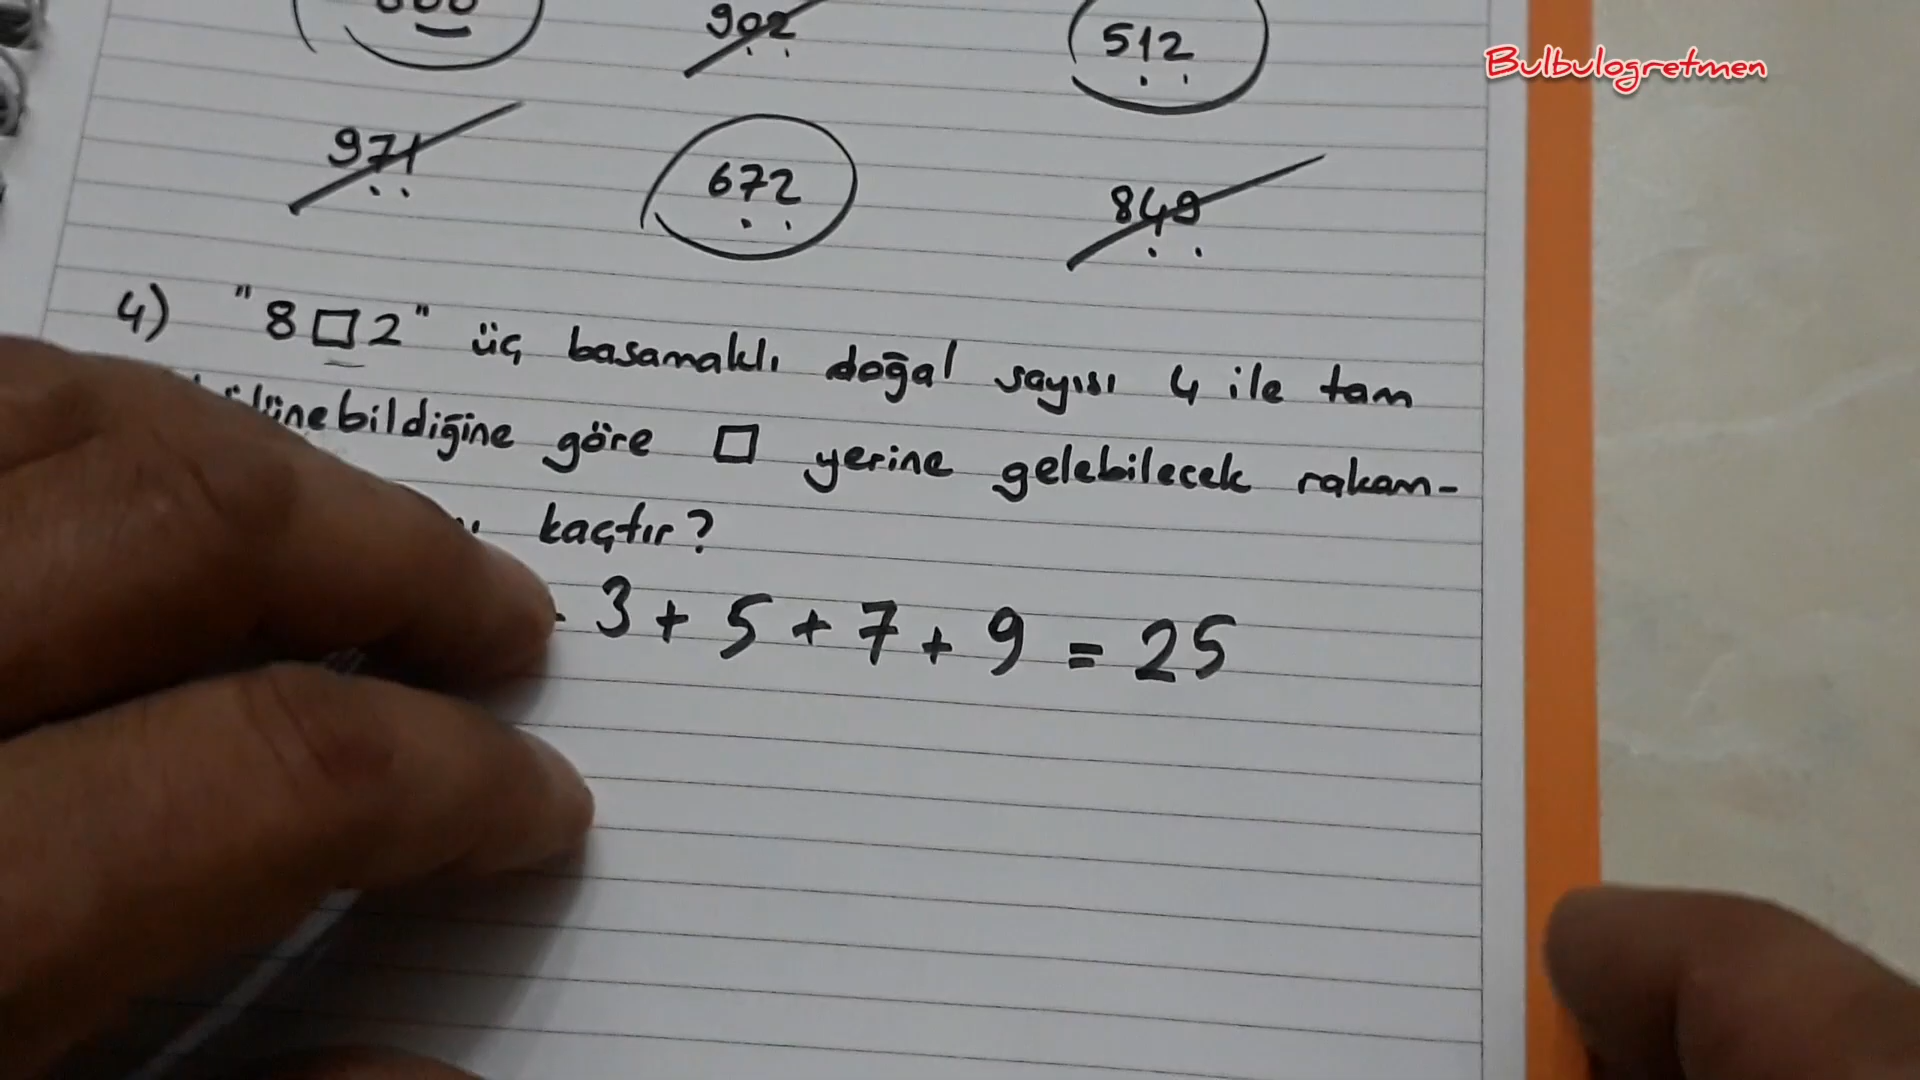 902
512
Bulbulogretmen
971
672
849
4) "8□2" üç basamaklı doğal sayısı 4 ile tam
bildiğine göre □ yerine gelebilecek rakam-
kaçtır?
3 + 5 + 7 + 9 = 25